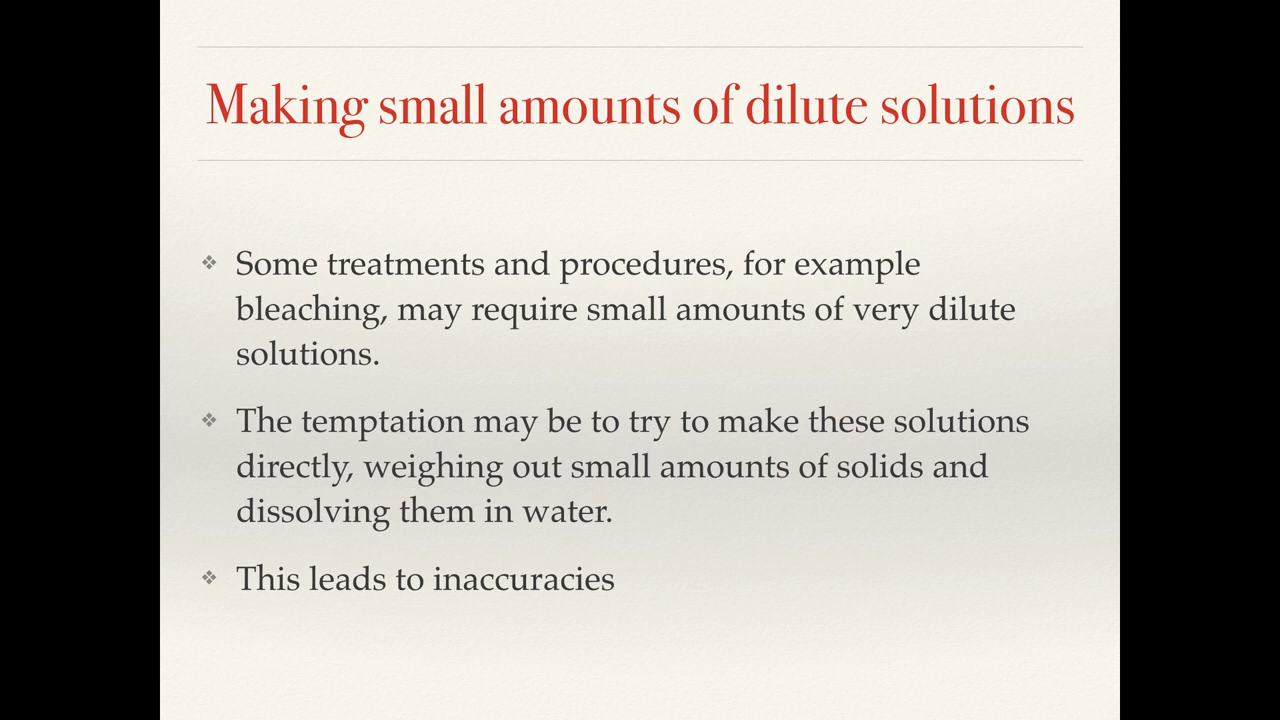 Making small amounts of dilute solutions
❖ Some treatments and procedures, for example
bleaching, may require small amounts of very dilute
solutions.
❖ The temptation may be to try to make these solutions
directly, weighing out small amounts of solids and
dissolving them in water.
❖ This leads to inaccuracies